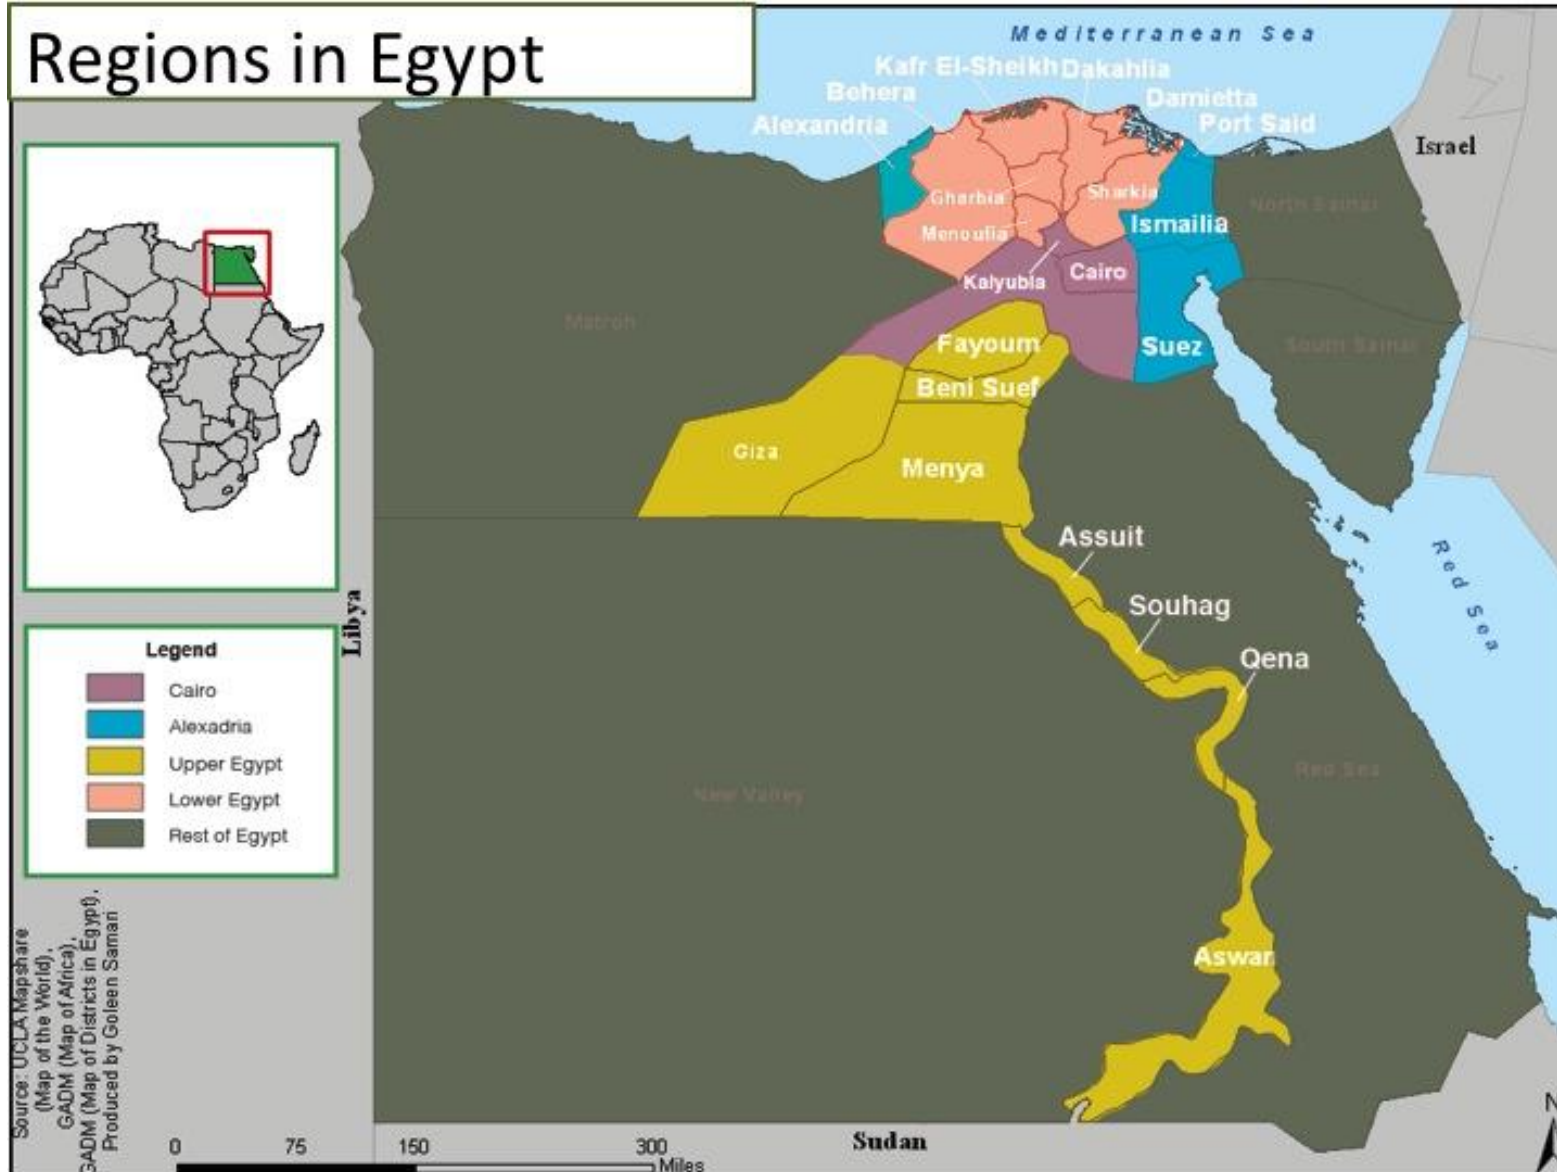 Regions in Egypt
Mediterranean Sea
Kafr El-Sheikh Dakahlia
Behera
Damietta
Alexandria
Port Said
Israel
Gharbia
Sharkia
North Sainai
Menoufia
Ismailia
Kalyubia
Cairo
Matroh
Fayoum
Suez
South Sainai
Beni Suef
Giza
Menya
Assuit
Red Sea
Souhag
Qena
Libya
Legend
Cairo
Alexadria
Upper Egypt
Lower Egypt
Rest of Egypt
New Valley
Red Sea
Aswan
Source: UCLA Mapshare
(Map of the World),
GADM (Map of Africa),
GADM (Map of Districts in Egypt),
Produced by Goleen Samari
0 75 150 300
Miles
Sudan
N